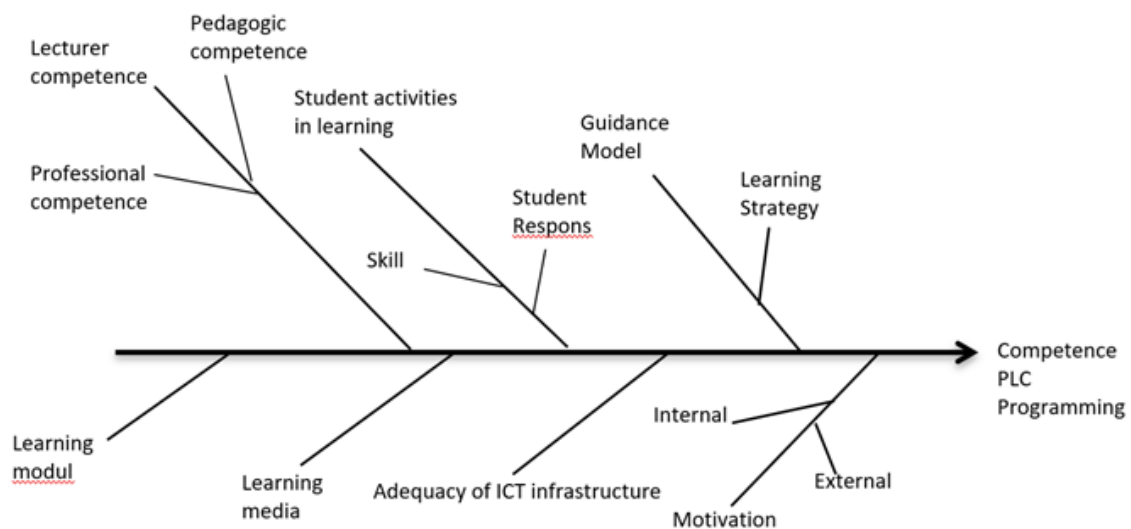 Pedagogic
competence
Lecturer
competence
Student activities
in learning
Guidance
Model
Professional
competence
Learning
Strategy
Student
Respons
Skill
Competence
PLC
Programming
Internal
Learning
modul
Learning
media
Adequacy of ICT infrastructure
External
Motivation